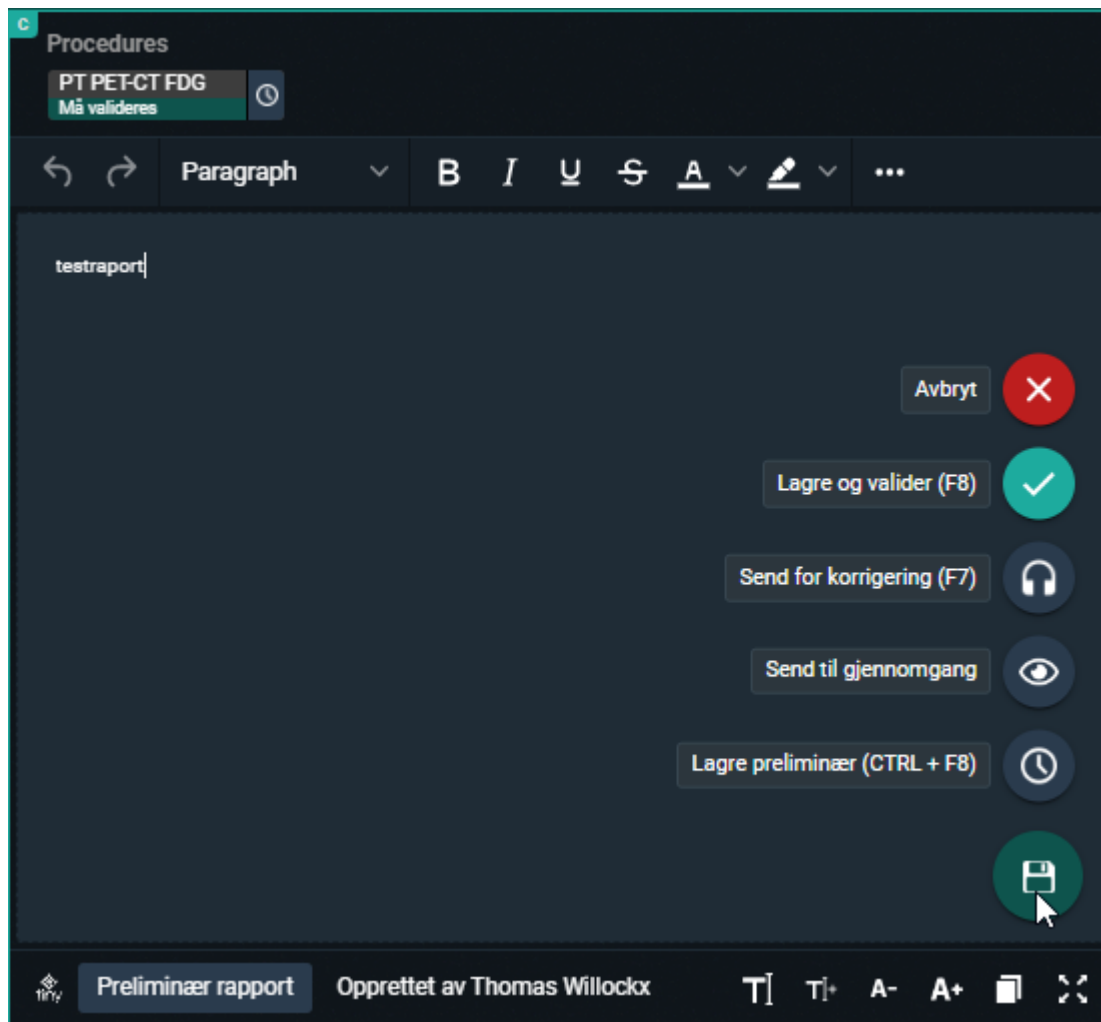 C
Procedures
PT PET-CT FDG
Må valideres
Paragraph
B I U S A
testraport
Avbryt
Lagre og valider (F8)
Send for korrigering (F7)
Send til gjennomgang
Lagre preliminær (CTRL + F8)
tiny Preliminær rapport Opprettet av Thomas Willockx T T+ A- A+